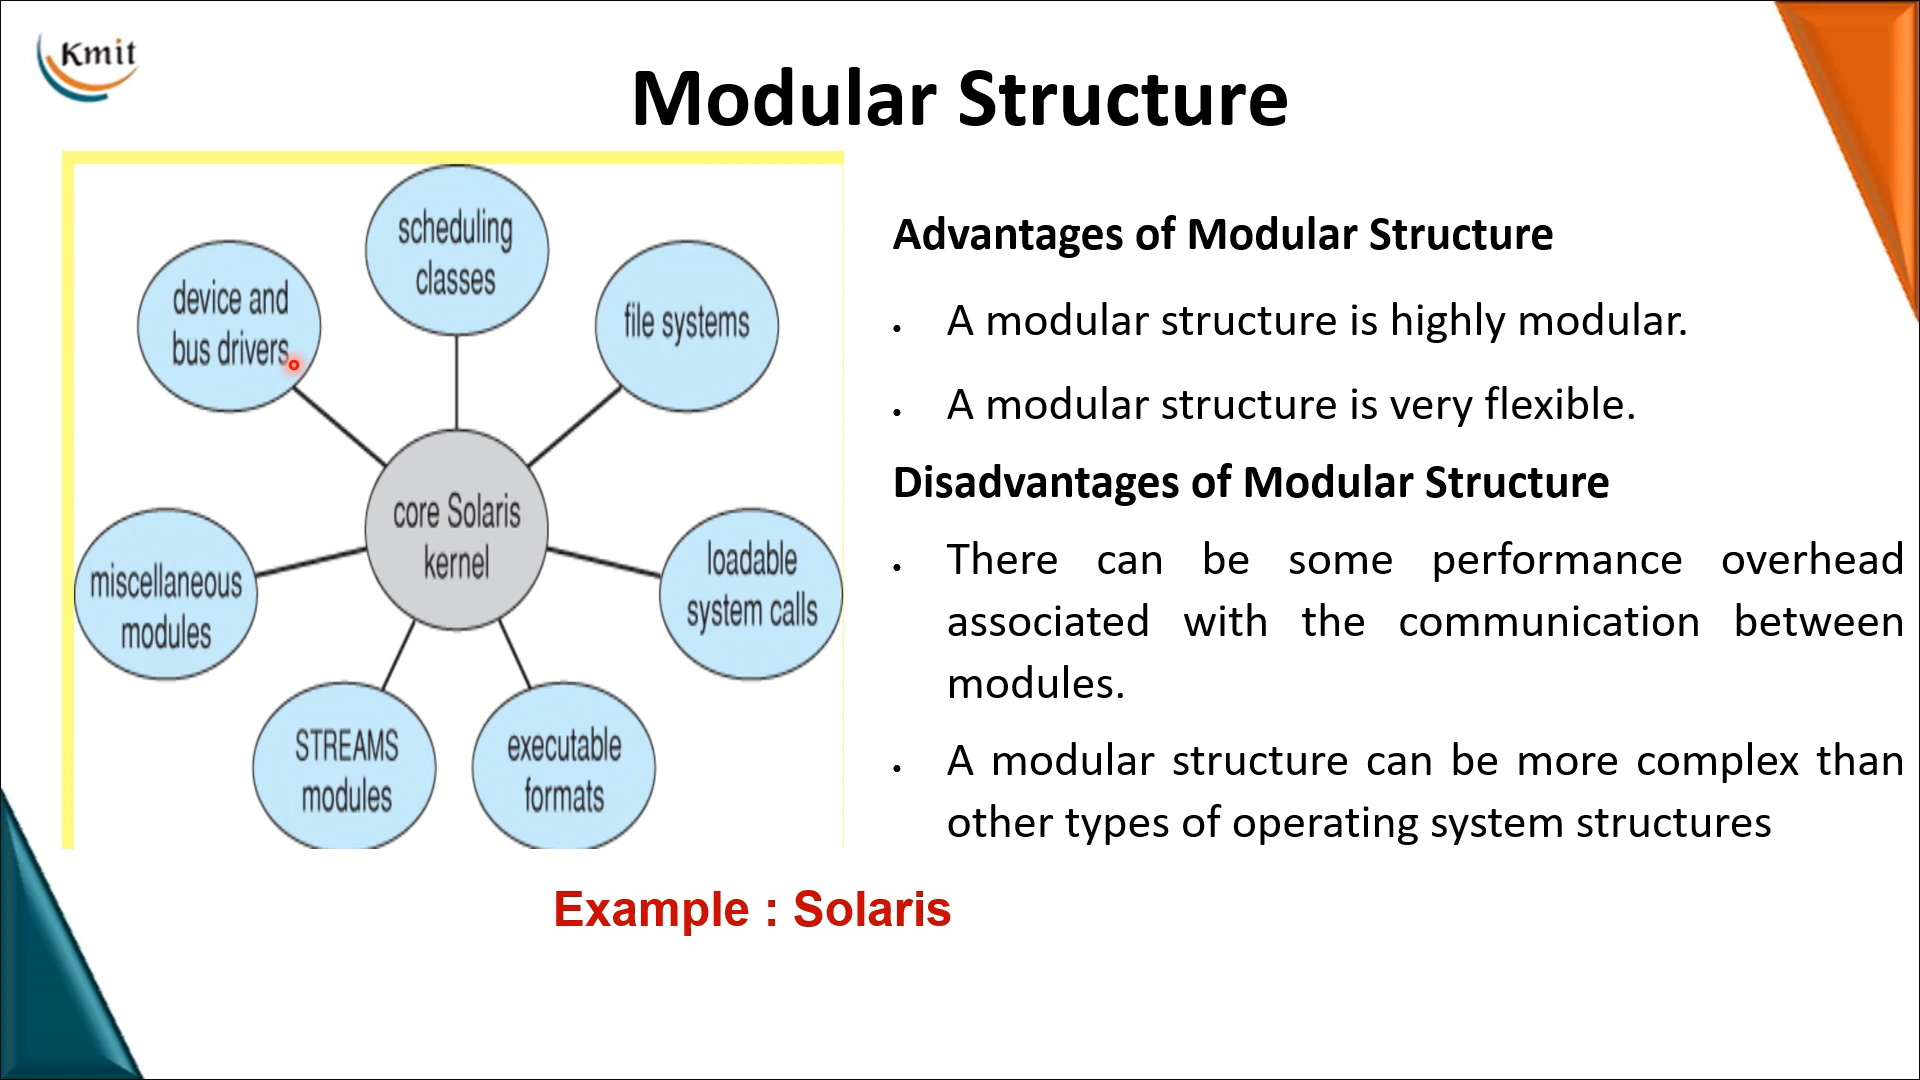 Kmit
Modular Structure
scheduling
classes
device and
bus drivers
file systems
core Solaris
kernel
miscellaneous
modules
loadable
system calls
STREAMS
modules
executable
formats
Advantages of Modular Structure
• A modular structure is highly modular.
• A modular structure is very flexible.
Disadvantages of Modular Structure
• There can be some performance overhead
associated with the communication between
modules.
• A modular structure can be more complex than
other types of operating system structures
Example : Solaris